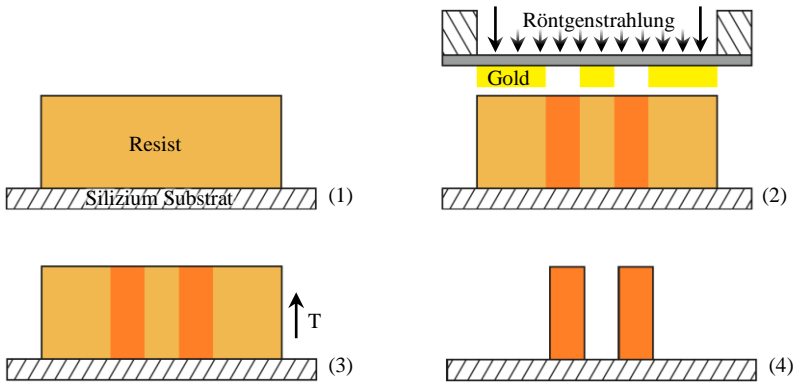 Resist
Silizium Substrat
(1)
Röntgenstrahlung
Gold
(2)
T
(3)
(4)